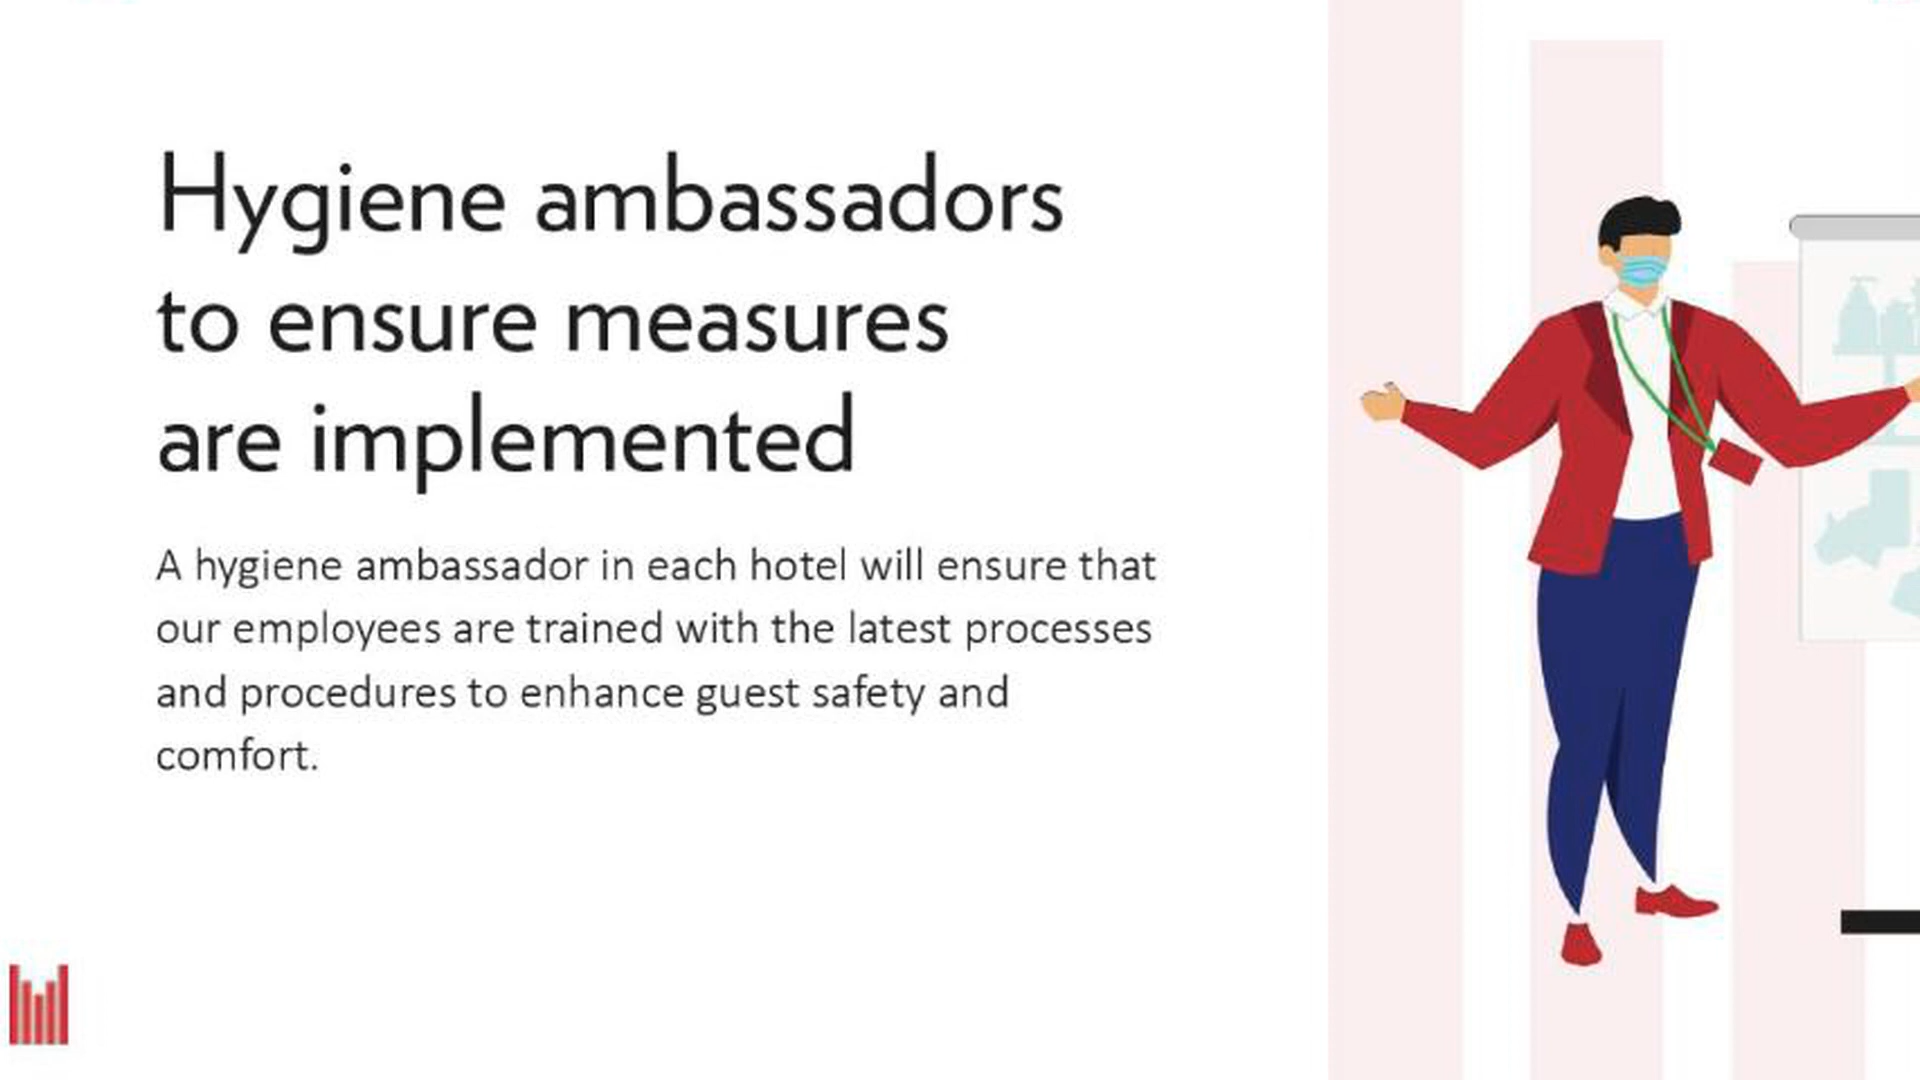 Hygiene ambassadors
to ensure measures
are implemented
A hygiene ambassador in each hotel will ensure that
our employees are trained with the latest processes
and procedures to enhance guest safety and
comfort.